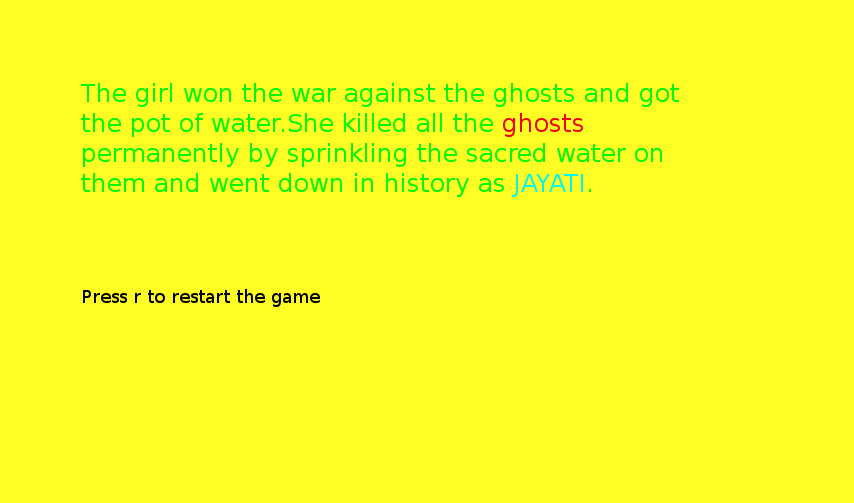 The girl won the war against the ghosts and got
the pot of water.She killed all the ghosts
permanently by sprinkling the sacred water on
them and went down in history as JAYATI.
Press r to restart the game